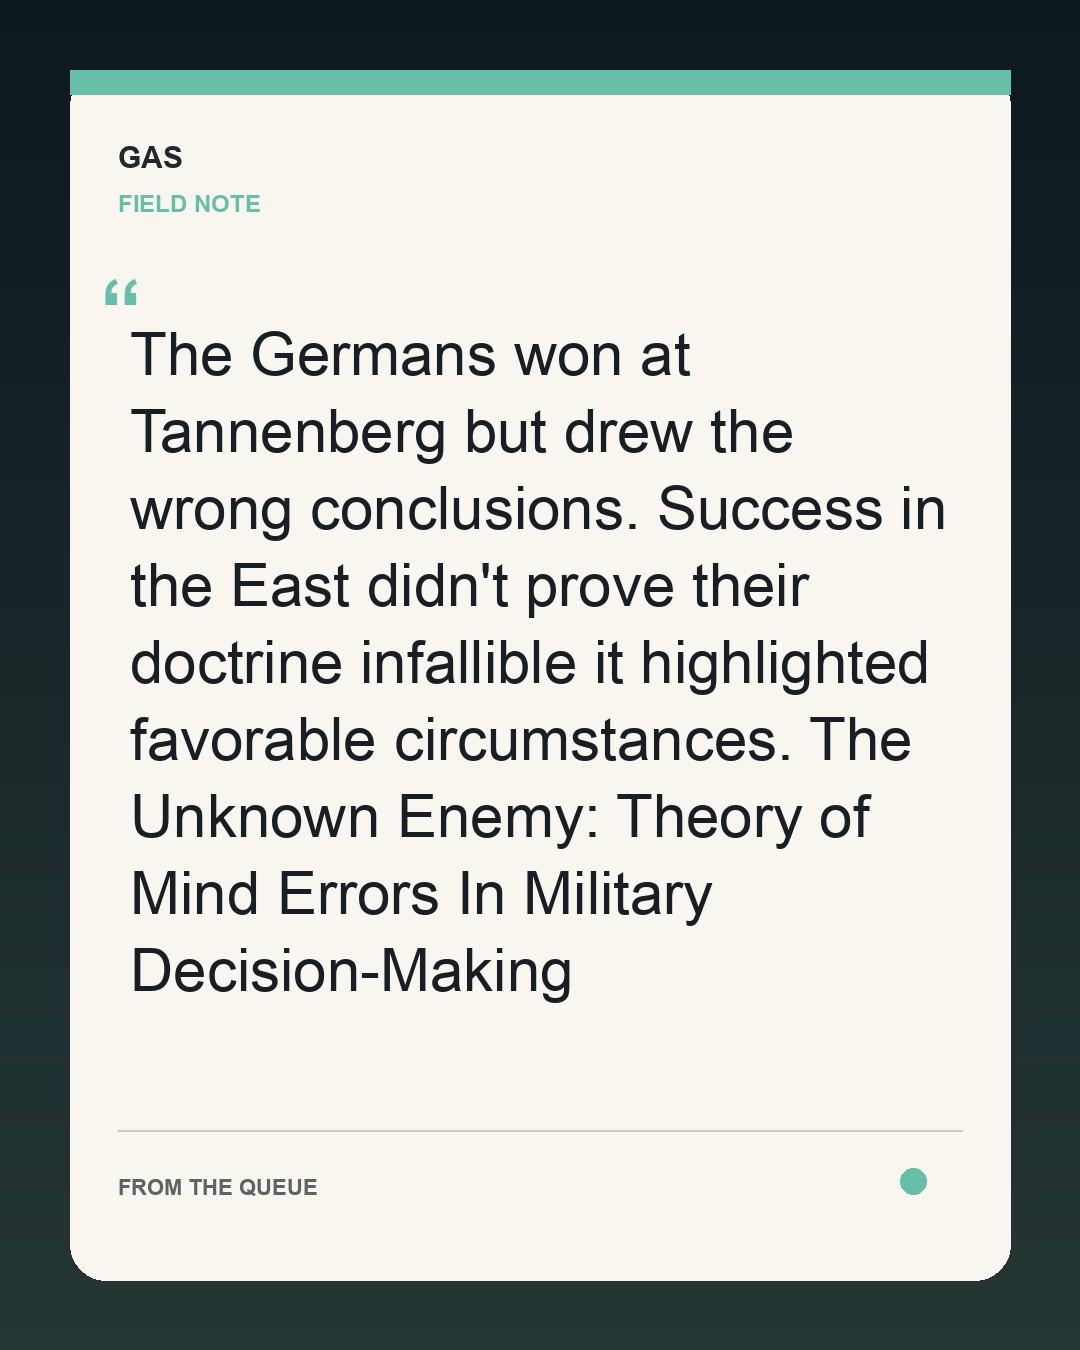 GAS
FIELD NOTE
“
The Germans won at
Tannenberg but drew the
wrong conclusions. Success in
the East didn't prove their
doctrine infallible it highlighted
favorable circumstances. The
Unknown Enemy: Theory of
Mind Errors In Military
Decision-Making
FROM THE QUEUE